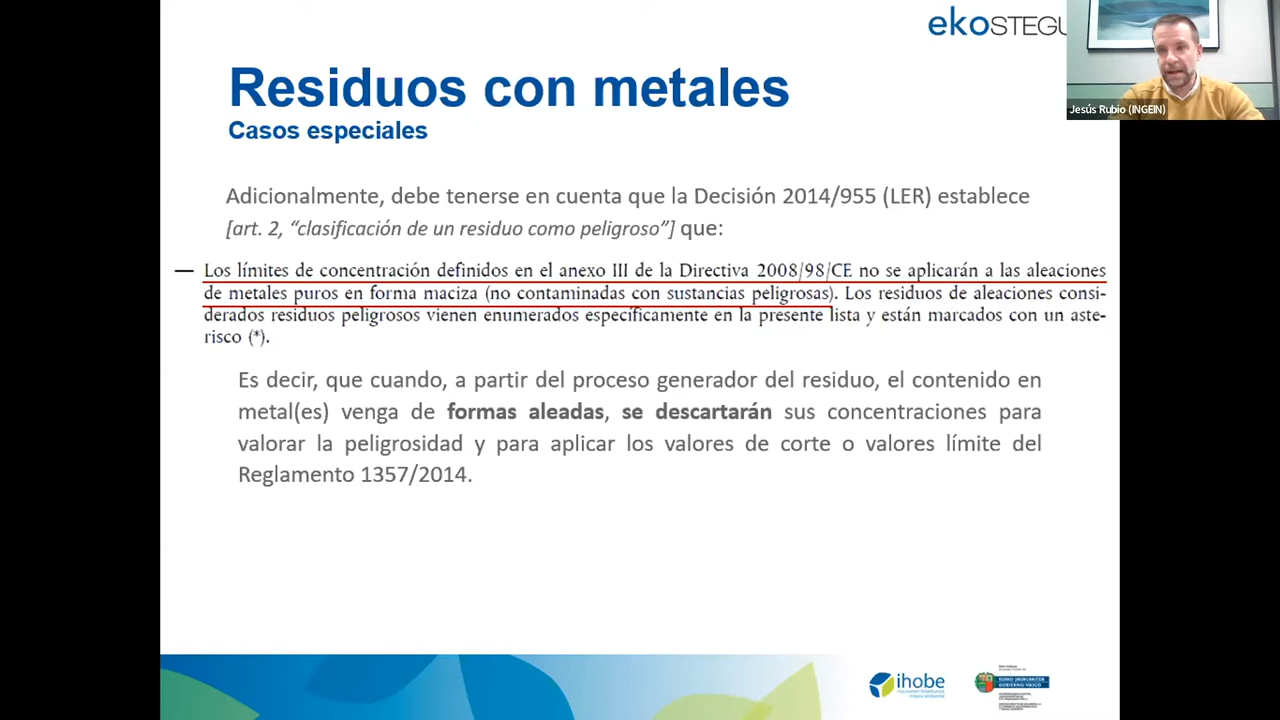 ekOSTEGU
Jesús Rubio (INGEIN)
Residuos con metales
Casos especiales
Adicionalmente, debe tenerse en cuenta que la Decisión 2014/955 (LER) establece
[art. 2, “clasificación de un residuo como peligroso”] que:
— Los límites de concentración definidos en el anexo III de la Directiva 2008/98/CE no se aplicarán a las aleaciones
de metales puros en forma maciza (no contaminadas con sustancias peligrosas). Los residuos de aleaciones consi-
derados residuos peligrosos vienen enumerados específicamente en la presente lista y están marcados con un aste-
risco (*).
Es decir, que cuando, a partir del proceso generador del residuo, el contenido en
metal(es) venga de formas aleadas, se descartarán sus concentraciones para
valorar la peligrosidad y para aplicar los valores de corte o valores límite del
Reglamento 1357/2014.
ihobe
EUSKO JAURLARITZA
GOBIERNO VASCO